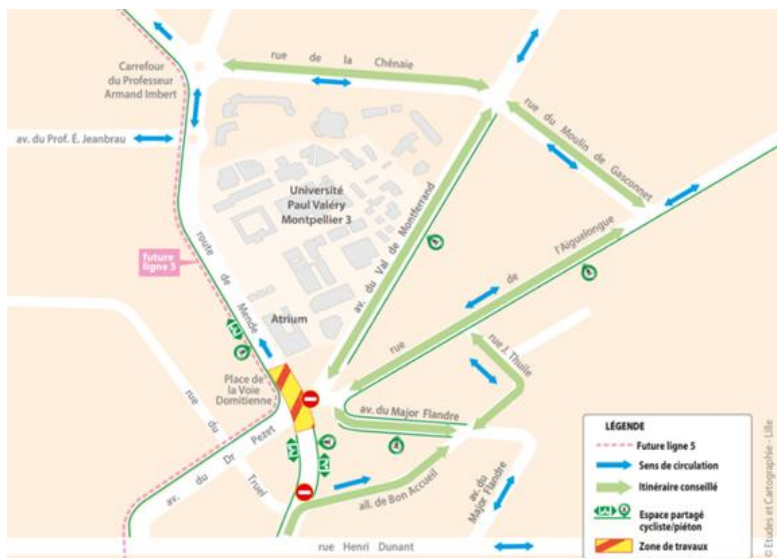 rue de la Chênaie
Carrefour
du Professeur
Armand Imbert
av. du Prof. É. Jeanbrau
rue du Moulin de Gasconnet
Université
Paul Valéry
Montpellier 3
av. du Val de Montferrand
future
ligne 5
route de Mende
rue de l'Aiguelongue
Atrium
rue J. Thuile
Place de
la Voie
Domitienne
av. du Major Flandre
rue du Truel
av. du Dr Pezet
all. de Bon Accueil
av. du
Major Flandre
rue Henri Dunant
LÉGENDE
Future ligne 5
Sens de circulation
Itinéraire conseillé
Espace partagé
cycliste/piéton
Zone de travaux
Etudes et Cartographie - Lille